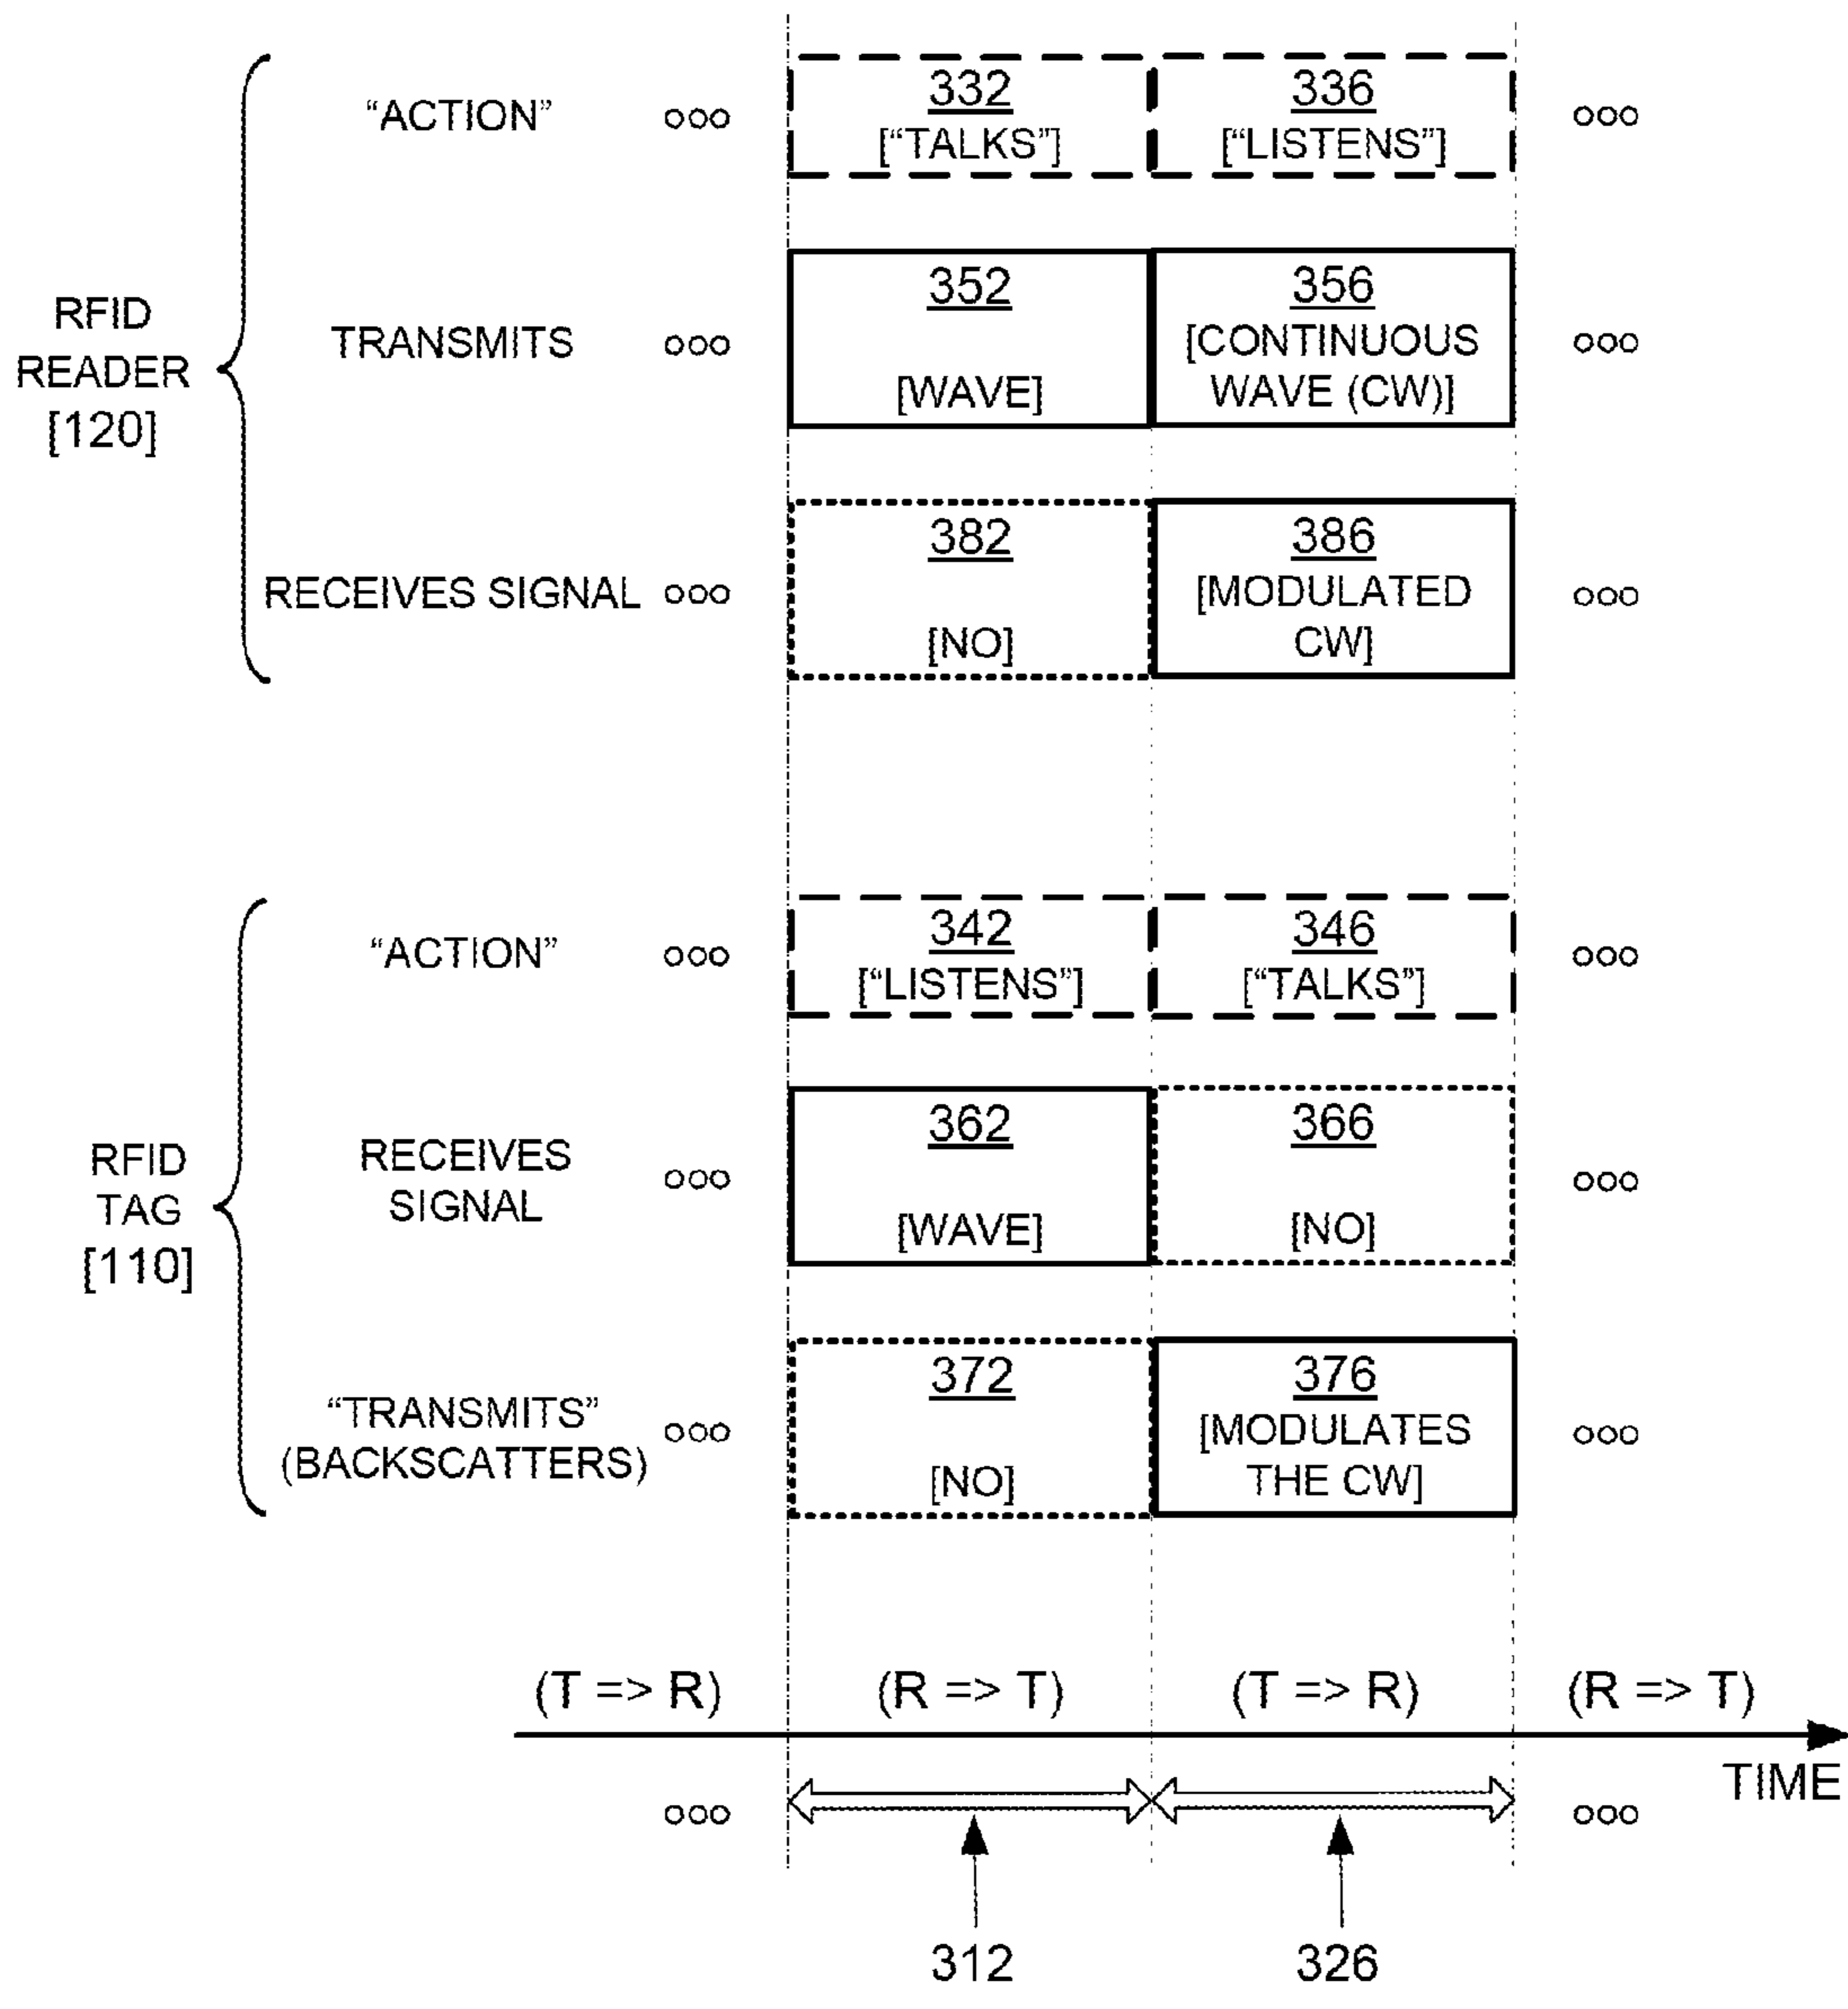 "ACTION"
ooo
332
["TALKS"]
336
["LISTENS"]
ooo
RFID
READER
[120]
TRANSMITS
ooo
352
[WAVE]
356
[CONTINUOUS
WAVE (CW)]
ooo
RECEIVES SIGNAL
ooo
382
[NO]
386
[MODULATED
CW]
ooo
"ACTION"
ooo
342
["LISTENS"]
346
["TALKS"]
ooo
RFID
TAG
[110]
RECEIVES
SIGNAL
ooo
362
[WAVE]
366
[NO]
ooo
"TRANSMITS"
(BACKSCATTERS)
ooo
372
[NO]
376
[MODULATES
THE CW]
ooo
(T => R)
(R => T)
(T => R)
(R => T)
TIME
ooo
ooo
312
326